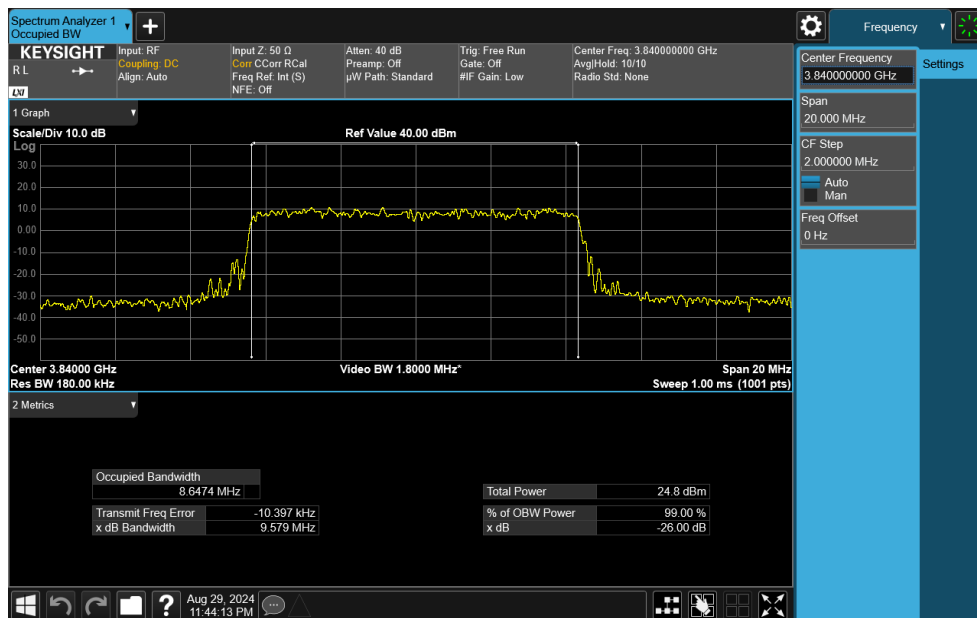 Spectrum Analyzer 1
Occupied BW
+
Frequency
KEYSIGHT
R L
LXI
Input: RF
Coupling: DC
Align: Auto
Input Z: 50 Ω
Corr CCorr RCal
Freq Ref: Int (S)
NFE: Off
Atten: 40 dB
Preamp: Off
µW Path: Standard
Trig: Free Run
Gate: Off
#IF Gain: Low
Center Freq: 3.840000000 GHz
Avg|Hold: 10/10
Radio Std: None
Center Frequency
3.840000000 GHz
Settings
Span
20.000 MHz
CF Step
2.000000 MHz
Auto
Man
Freq Offset
0 Hz
1 Graph
Scale/Div 10.0 dB
Ref Value 40.00 dBm
Log
30.0
20.0
10.0
0.00
-10.0
-20.0
-30.0
-40.0
-50.0
Center 3.84000 GHz
Video BW 1.8000 MHz*
Span 20 MHz
Res BW 180.00 kHz
Sweep 1.00 ms (1001 pts)
2 Metrics
Occupied Bandwidth
8.6474 MHz
Total Power 24.8 dBm
Transmit Freq Error -10.397 kHz
% of OBW Power 99.00 %
x dB Bandwidth 9.579 MHz
x dB -26.00 dB
?
Aug 29, 2024
11:44:13 PM